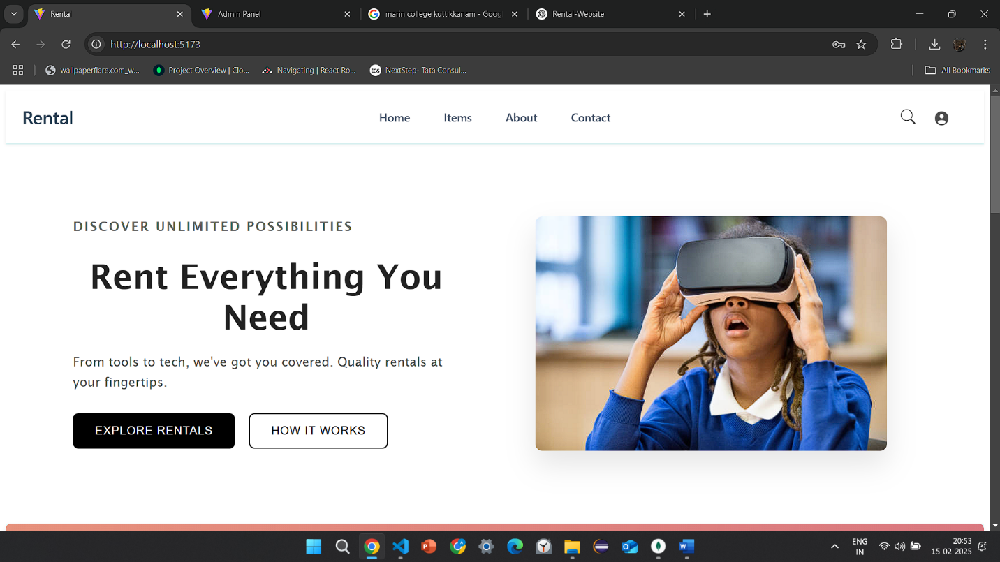 Rental
Admin Panel
marin college kuttikkanam - Goog
Rental-Website
http://localhost:5173
wallpaperflare.com_w...
Project Overview | Clo...
Navigating | React Ro...
tcs
NextStep- Tata Consul...
All Bookmarks
Rental
Home
Items
About
Contact
DISCOVER UNLIMITED POSSIBILITIES
Rent Everything You
Need
From tools to tech, we've got you covered. Quality rentals at
your fingertips.
EXPLORE RENTALS
HOW IT WORKS
ENG
IN
20:53
15-02-2025